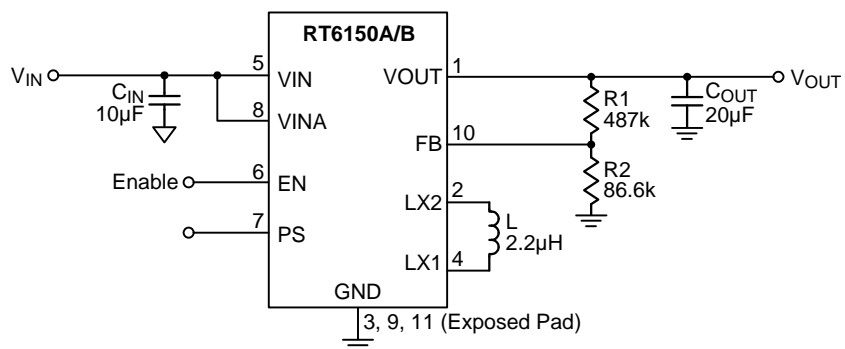 RT6150A/B
V_IN
C_IN
10µF
5
VIN
8
VINA
Enable
6
EN
7
PS
VOUT
1
FB
10
LX2
2
LX1
4
GND
3, 9, 11 (Exposed Pad)
L
2.2µH
R1
487k
R2
86.6k
C_OUT
20µF
V_OUT